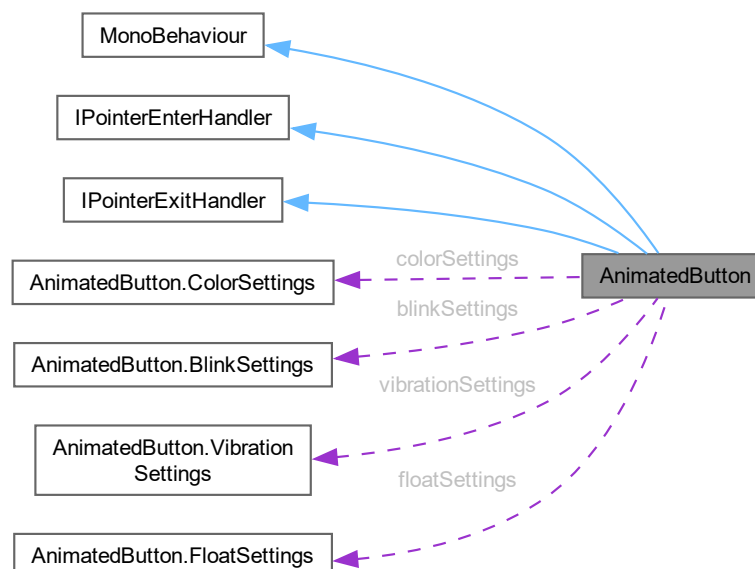 MonoBehaviour
IPointerEnterHandler
IPointerExitHandler
colorSettings
AnimatedButton.ColorSettings
AnimatedButton
blinkSettings
AnimatedButton.BlinkSettings
vibrationSettings
AnimatedButton.Vibration
Settings
floatSettings
AnimatedButton.FloatSettings